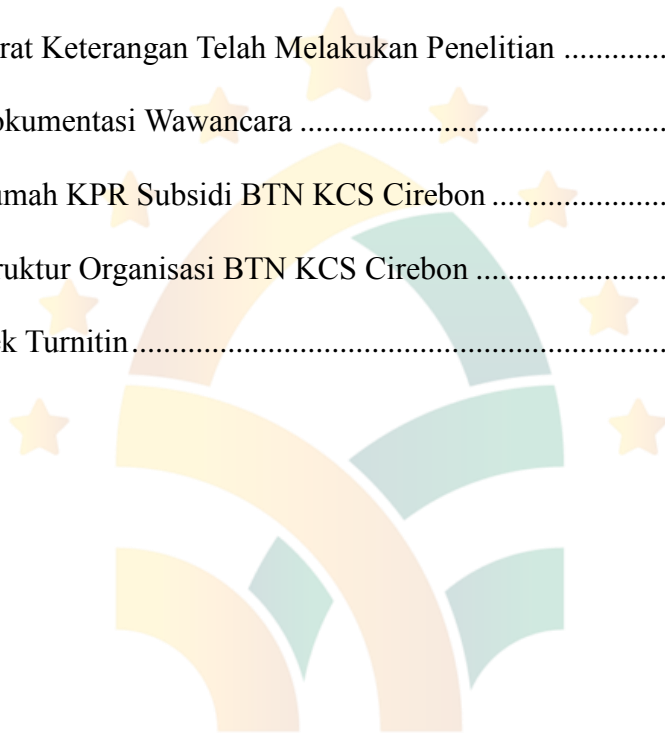 rat Keterangan Telah Melakukan Penelitian ............
okumentasi Wawancara ..............................................
umah KPR Subsidi BTN KCS Cirebon .....................
ruktur Organisasi BTN KCS Cirebon .......................
k Turnitin...................................................................